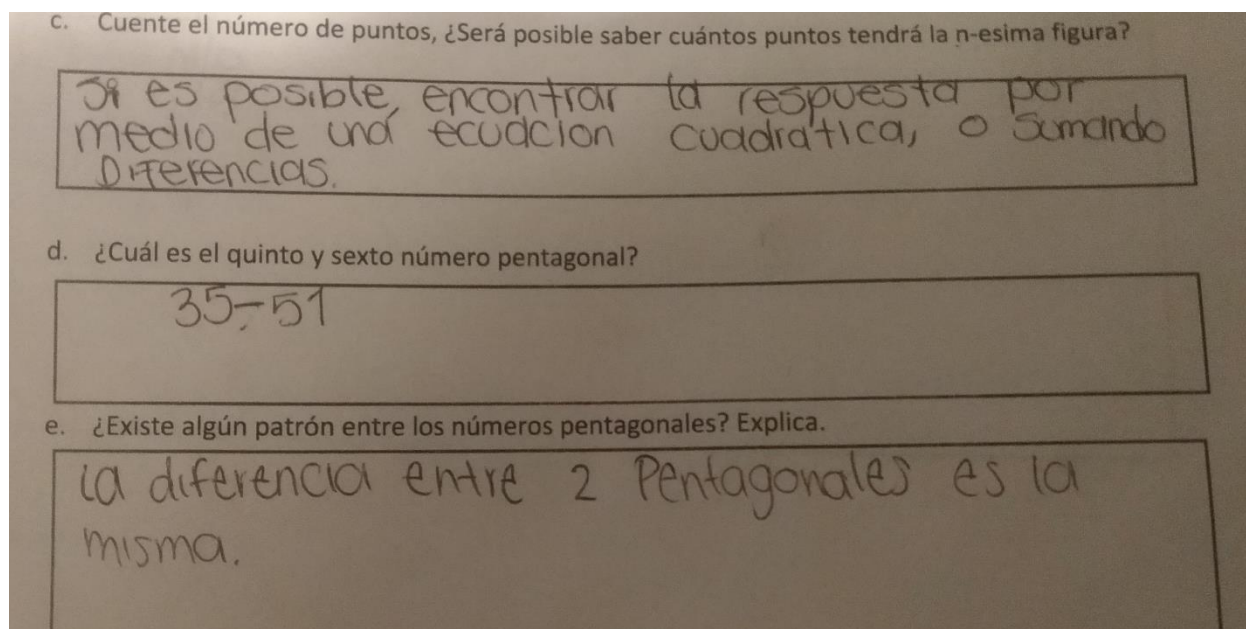 c. Cuente el número de puntos, ¿Será posible saber cuántos puntos tendrá la n-esima figura?
Si es posible, encontrar la respuesta por
medio de una ecuacion cuadratica, o sumando
Diferencias.
d. ¿Cuál es el quinto y sexto número pentagonal?
35-51
e. ¿Existe algún patrón entre los números pentagonales? Explica.
la diferencia entre 2 Pentagonales es la
misma.